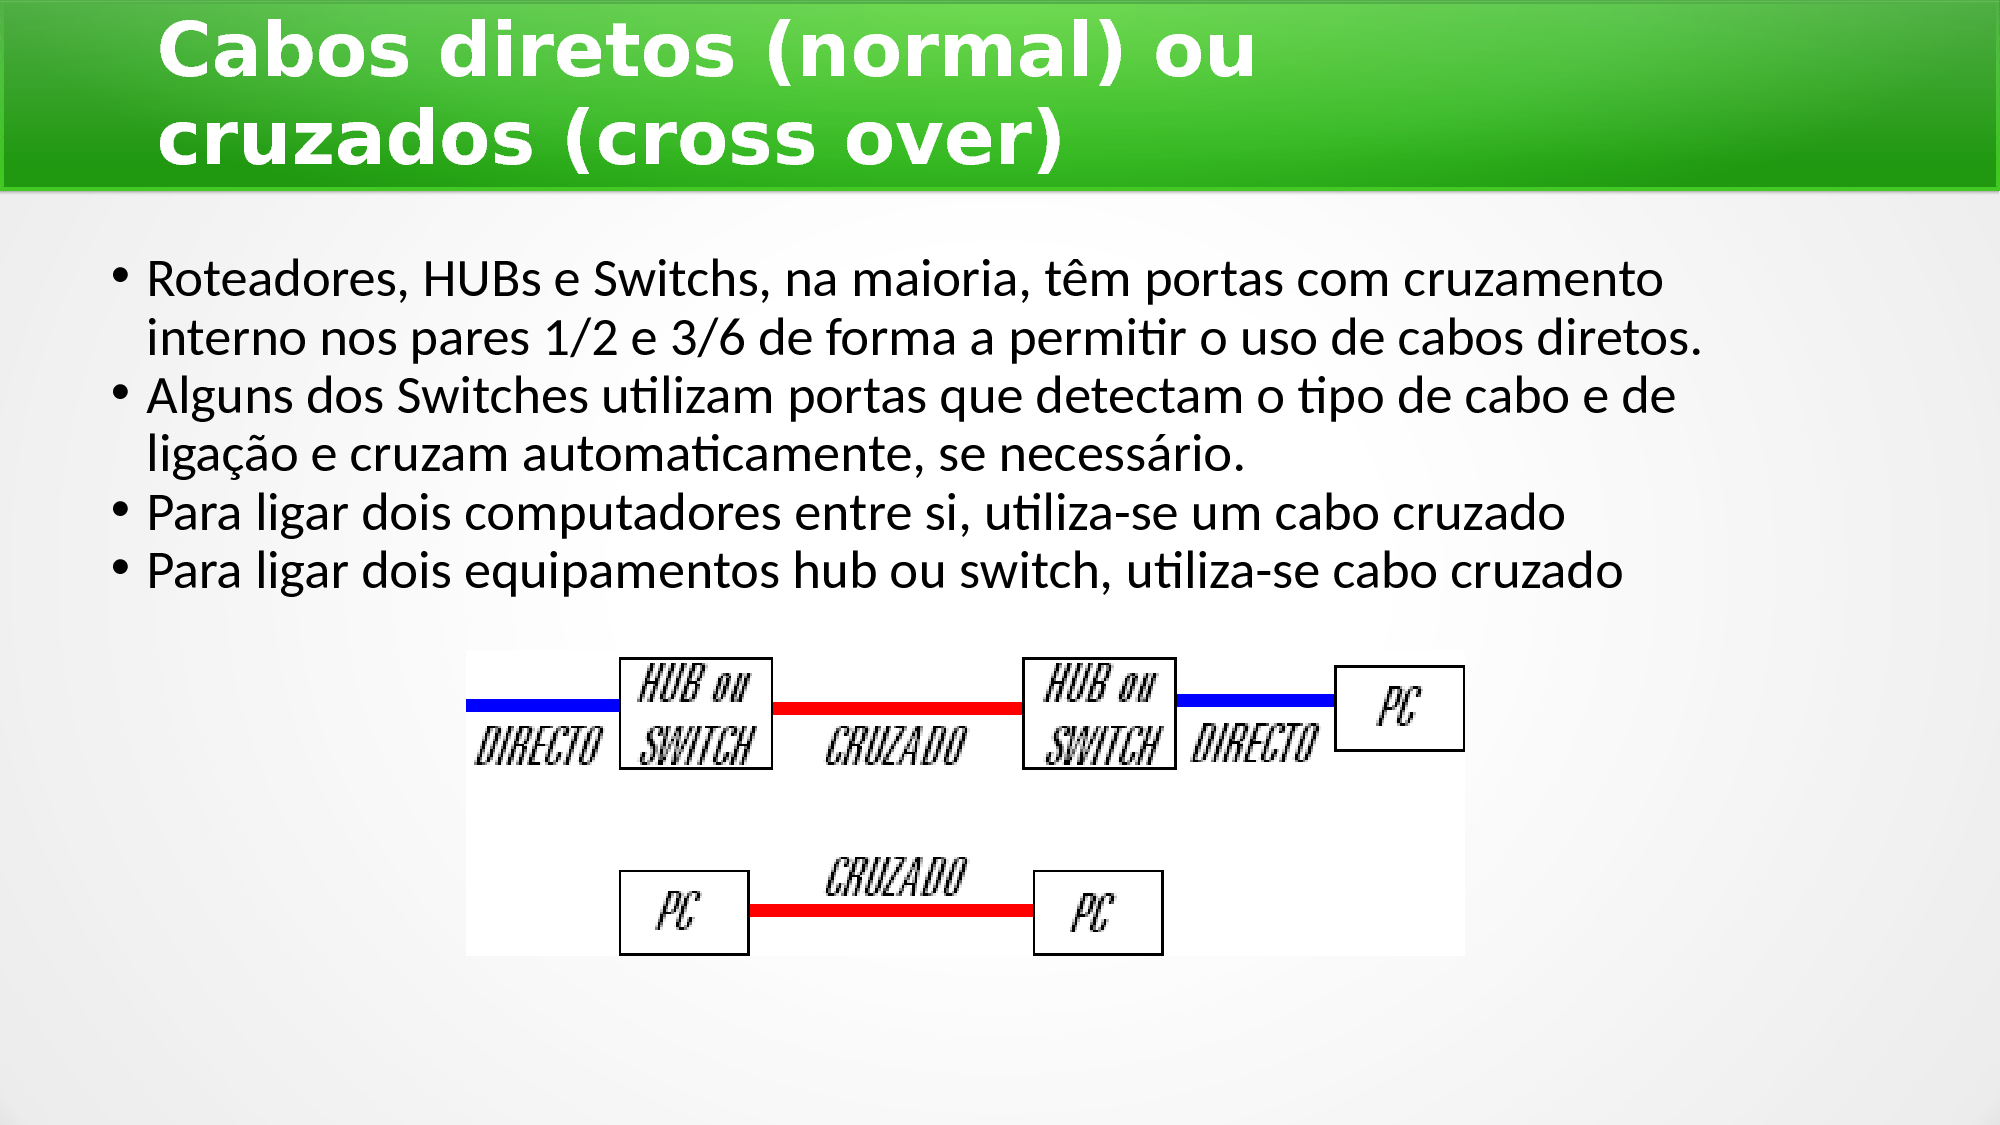 Cabos diretos (normal) ou
cruzados (cross over)
• Roteadores, HUBs e Switchs, na maioria, têm portas com cruzamento
interno nos pares 1/2 e 3/6 de forma a permitir o uso de cabos diretos.
• Alguns dos Switches utilizam portas que detectam o tipo de cabo e de
ligação e cruzam automaticamente, se necessário.
• Para ligar dois computadores entre si, utiliza-se um cabo cruzado
• Para ligar dois equipamentos hub ou switch, utiliza-se cabo cruzado
HUB ou
SWITCH
HUB ou
SWITCH
PC
DIRECTO
CRUZADO
DIRECTO
CRUZADO
PC
PC